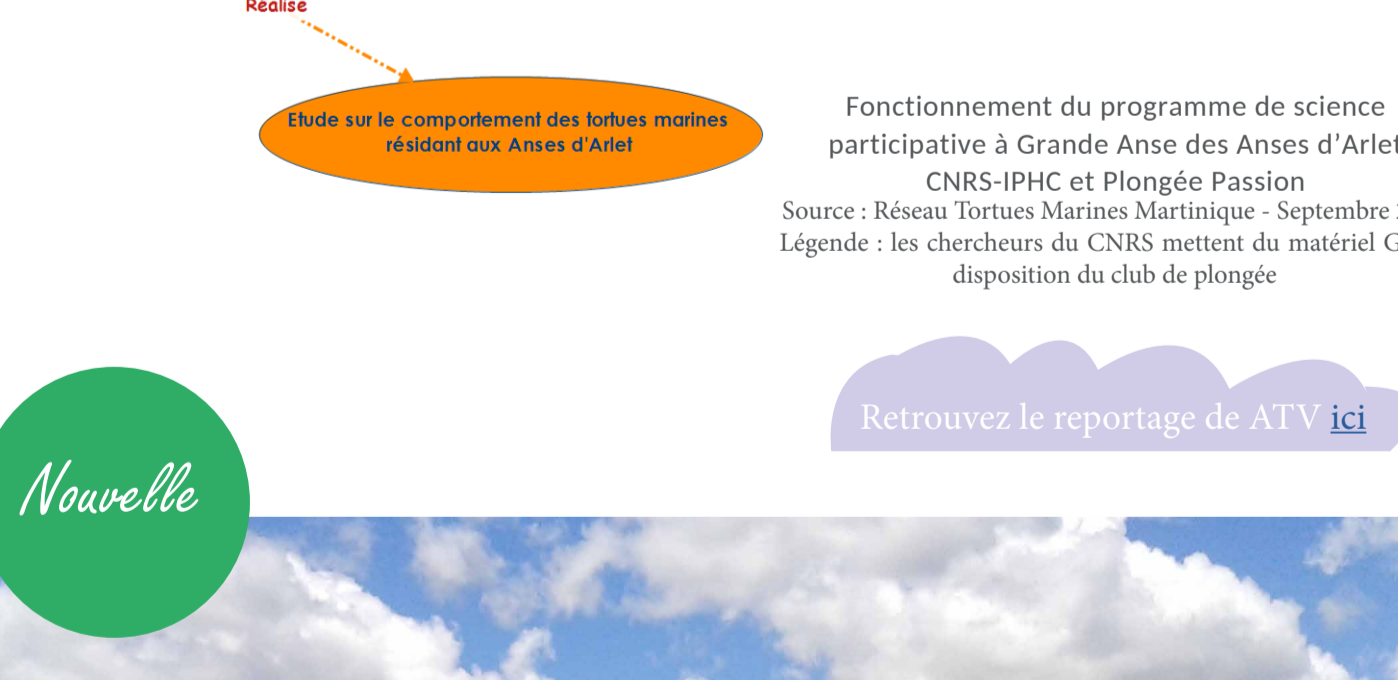 Réalise
Etude sur le comportement des tortues marines
résidant aux Anses d'Arlet
Fonctionnement du programme de science
participative à Grande Anse des Anses d’Arlet
CNRS-IPHC et Plongée Passion
Source : Réseau Tortues Marines Martinique - Septembre
Légende : les chercheurs du CNRS mettent du matériel
disposition du club de plongée
Retrouvez le reportage de ATV ici
Nouvelle